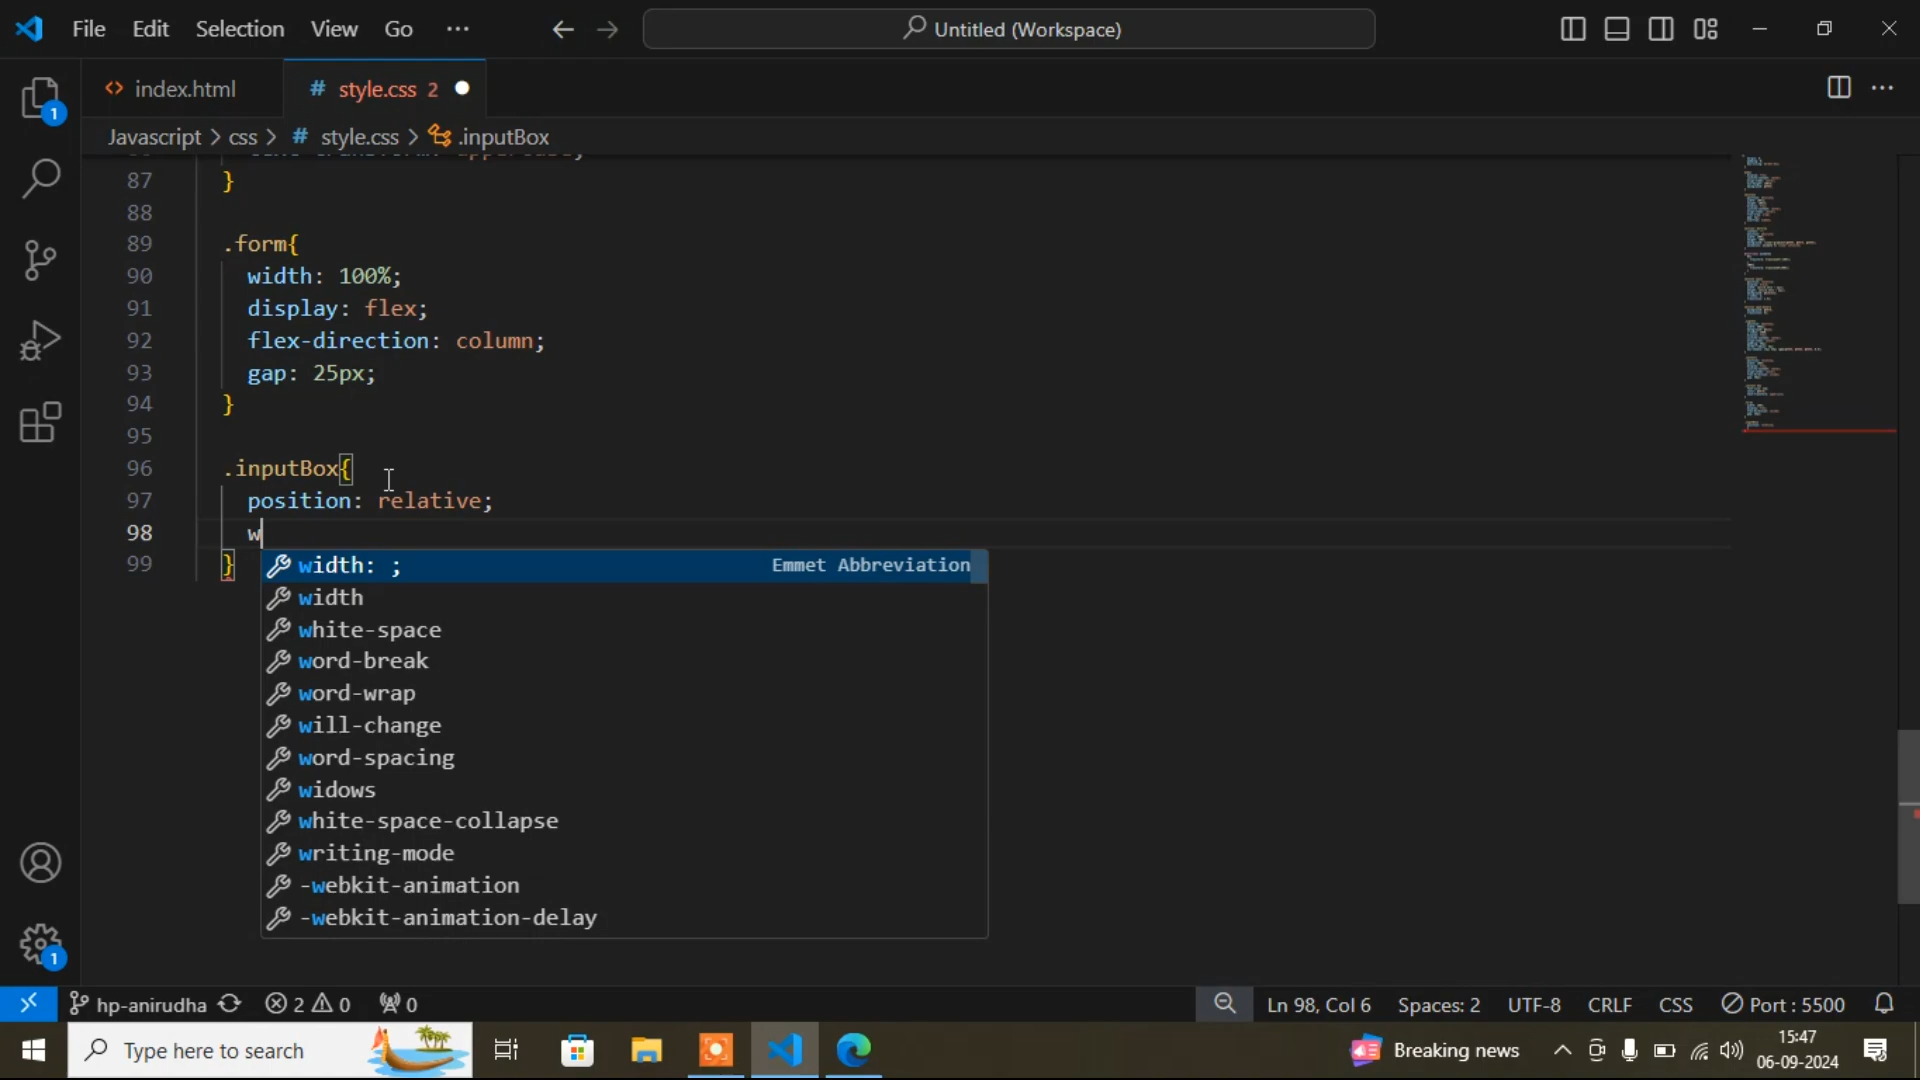 File Edit Selection View Go ··· Untitled (Workspace)
index.html # style.css 2
Javascript > css > # style.css > .inputBox
87 }
88
89 .form{
90 width: 100%;
91 display: flex;
92 flex-direction: column;
93 gap: 25px;
94 }
95
96 .inputBox{
97 position: relative;
98 w
99 }
width: ; Emmet Abbreviation
width
white-space
word-break
word-wrap
will-change
word-spacing
widows
white-space-collapse
writing-mode
-webkit-animation
-webkit-animation-delay
1
1
hp-anirudha 2 0 0 Ln 98, Col 6 Spaces: 2 UTF-8 CRLF CSS Port : 5500
Type here to search Breaking news 15:47
06-09-2024